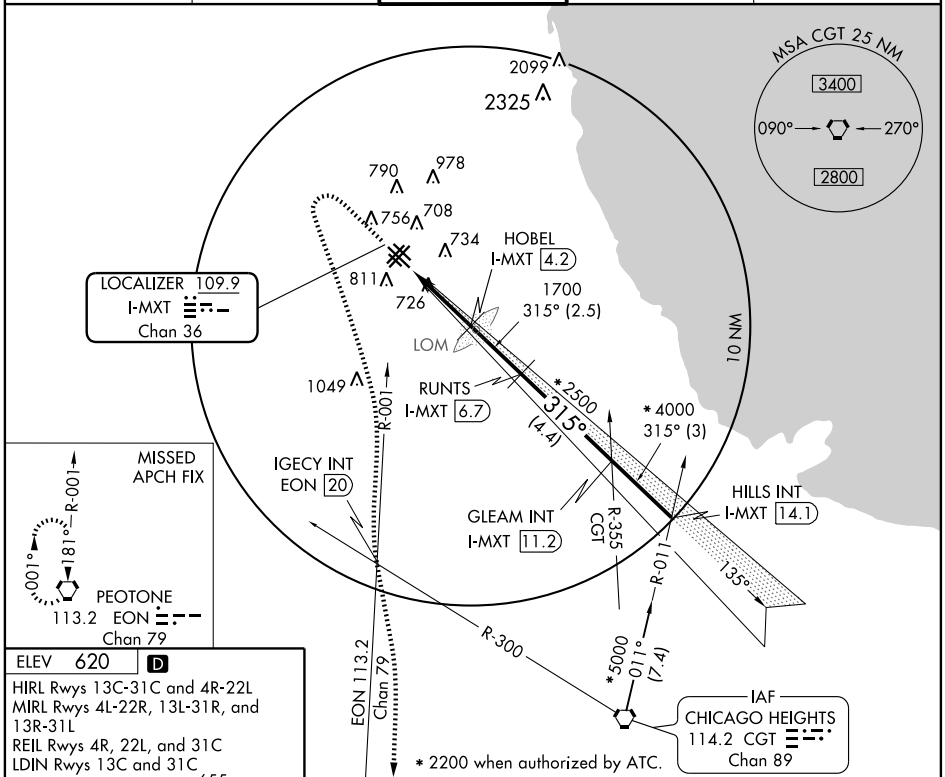 MSA CGT 25 NM
3400
090°
270°
2800
2099
2325
790
978
756
708
734
811
726
HOBEL
I-MXT 4.2
1700
315° (2.5)
LOCALIZER 109.9
I-MXT
Chan 36
LOM
10 NM
1049
R-001
RUNTS
I-MXT 6.7
*2500
315°
(4.4)
*4000
315° (3)
MISSED
APCH FIX
R-001
001°
181°
PEOTONE
113.2 EON
Chan 79
IGECY INT
EON 20
GLEAM INT
I-MXT 11.2
R-355
CGT
HILLS INT
I-MXT 14.1
R-011
135°
R-300
*5000
011°
(7.4)
EON 113.2
Chan 79
IAF
CHICAGO HEIGHTS
114.2 CGT
Chan 89
* 2200 when authorized by ATC.
ELEV 620 D
HIRL Rwys 13C-31C and 4R-22L
MIRL Rwys 4L-22R, 13L-31R, and
13R-31L
REIL Rwys 4R, 22L, and 31C
LDIN Rwys 13C and 31C